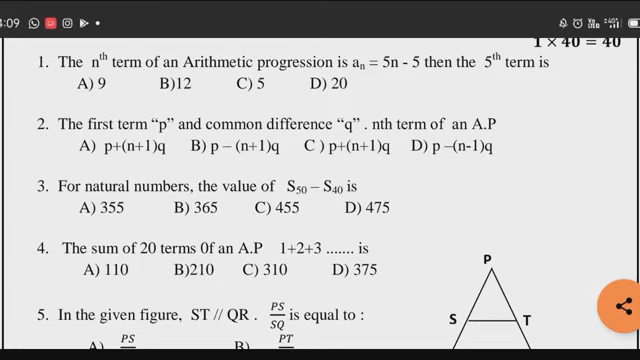 4:09
1 × 40 = 40
1. The nth term of an Arithmetic progression is an = 5n - 5 then the 5th term is
A) 9 B)12 C) 5 D) 20
2. The first term “p” and common difference “q” . nth term of an A.P
A) p+(n+1)q B) p – (n+1)q C ) p+(n+1)q D) p –(n-1)q
3. For natural numbers, the value of S50 – S40 is
A) 355 B) 365 C) 455 D) 475
4. The sum of 20 terms 0f an A.P 1+2+3 ....... is
A) 110 B)210 C) 310 D) 375
P
5. In the given figure, ST // QR . PS/SQ is equal to :
S T
A) PS B) PT